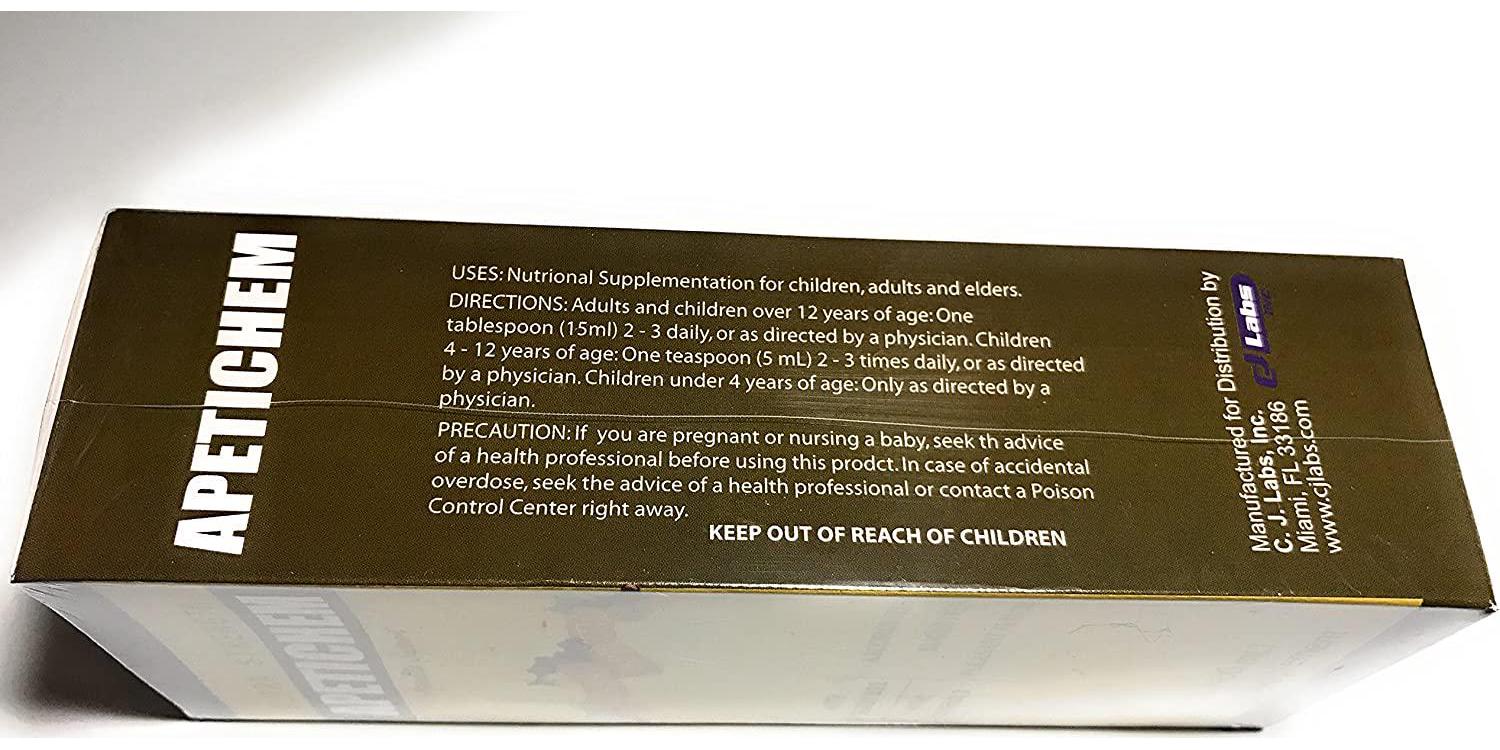 APETICHEM
USES: Nutrional Supplementation for children, adults and elders.
DIRECTIONS: Adults and children over 12 years of age: One
tablespoon (15ml) 2 - 3 daily, or as directed by a physician. Children
4 - 12 years of age: One teaspoon (5 mL) 2 - 3 times daily, or as directed
by a physician. Children under 4 years of age: Only as directed by a
physician.
PRECAUTION: If you are pregnant or nursing a baby, seek th advice
of a health professional before using this prodct. In case of accidental
overdose, seek the advice of a health professional or contact a Poison
Control Center right away.
KEEP OUT OF REACH OF CHILDREN
Manufactured for Distribution by
C. J. Labs, Inc.
Miami, FL 33186
www.cjlabs.com
CJ Labs
INC.
APETICHEM